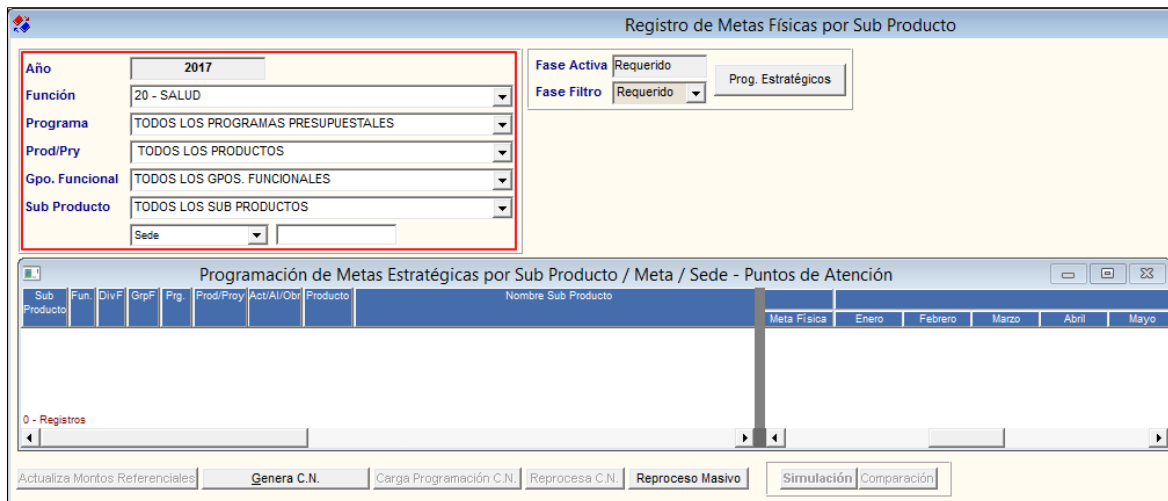 Registro de Metas Físicas por Sub Producto
Año 2017
Función 20 - SALUD
Programa TODOS LOS PROGRAMAS PRESUPUESTALES
Prod/Pry TODOS LOS PRODUCTOS
Gpo. Funcional TODOS LOS GPOS. FUNCIONALES
Sub Producto TODOS LOS SUB PRODUCTOS
Sede
Fase Activa Requerido
Fase Filtro Requerido
Prog. Estratégicos
Programación de Metas Estratégicas por Sub Producto / Meta / Sede - Puntos de Atención
Sub Producto Fun. DivF GrpF Prg. Prod/Proy Act/AI/Obr Producto Nombre Sub Producto
Meta Física Enero Febrero Marzo Abril Mayo
0 - Registros
Actualiza Montos Referenciales Genera C.N. Carga Programación C.N. Reprocesa C.N. Reproceso Masivo Simulación Comparación